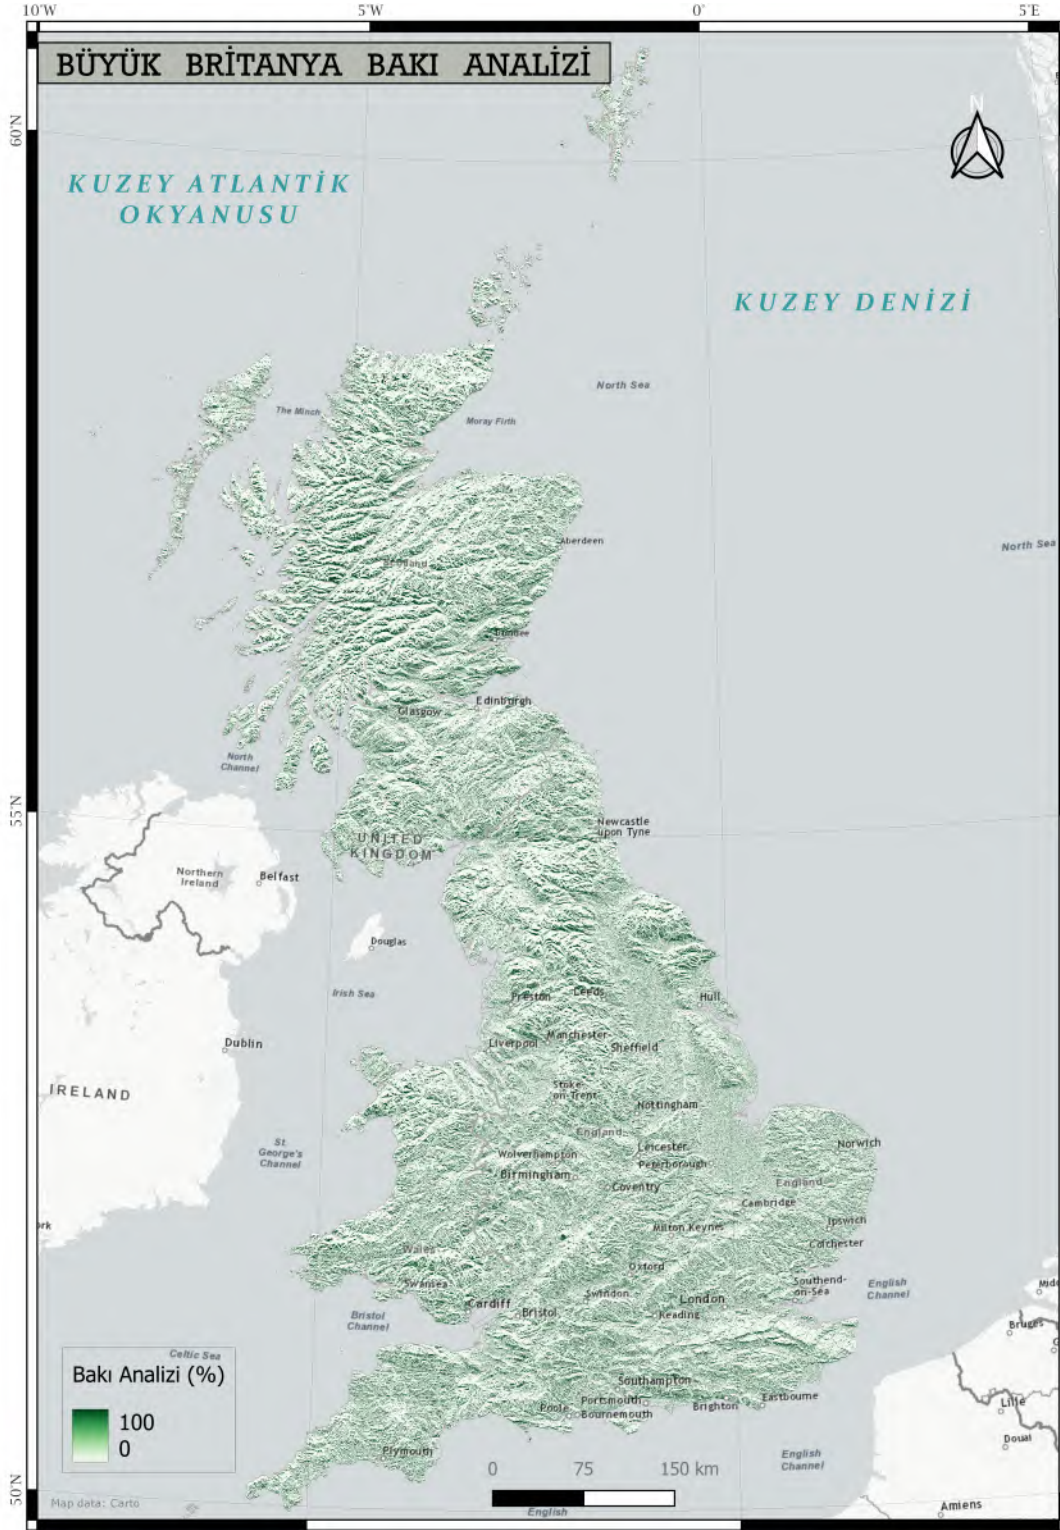 10°W
5°W
0°
5°E
BÜYÜK BRİTANYA BAKI ANALİZİ
60°N
N
KUZEY ATLANTİK
OKYANUSU
KUZEY DENİZİ
North Sea
The Minch
Moray Firth
Aberdeen
North Sea
Scotland
Dundee
Edinburgh
Glasgow
North
Channel
55°N
Newcastle
upon Tyne
UNITED
KINGDOM
Northern
Ireland
Belfast
Douglas
Irish Sea
Preston
Leeds
Hull
Dublin
Liverpool
Manchester
Sheffield
IRELAND
Stoke-
on-Trent
Nottingham
England
St.
George's
Channel
Norwich
Leicester
Wolverhampton
Peterborough
Birmingham
England
Coventry
Cambridge
ork
Milton Keynes
Ipswich
Colchester
Wales
Oxford
Swansea
Southend-
on-Sea
English
Channel
Swindon
London
Cardiff
Bristol
Reading
Midd
Bristol
Channel
Bruges
Celtic Sea
Bakı Analizi (%)
100
0
Southampton
Portsmouth
Eastbourne
Brighton
Poole
Bournemouth
Lille
Douai
Plymouth
English
Channel
0 75 150 km
50°N
Map data: Carto
English
Amiens